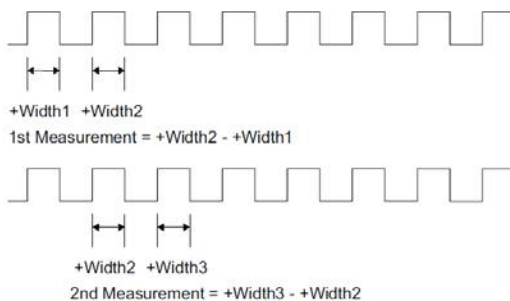 +Width1 +Width2
1st Measurement = +Width2 - +Width1
+Width2 +Width3
2nd Measurement = +Width3 - +Width2